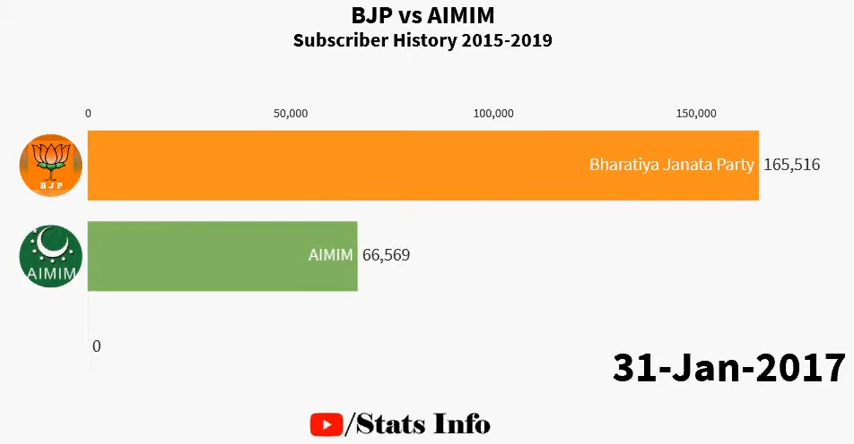 BJP vs AIMIM
Subscriber History 2015-2019
0 50,000 100,000 150,000
BJP
Bharatiya Janata Party 165,516
AIMIM
AIMIM 66,569
0
31-Jan-2017
/Stats Info